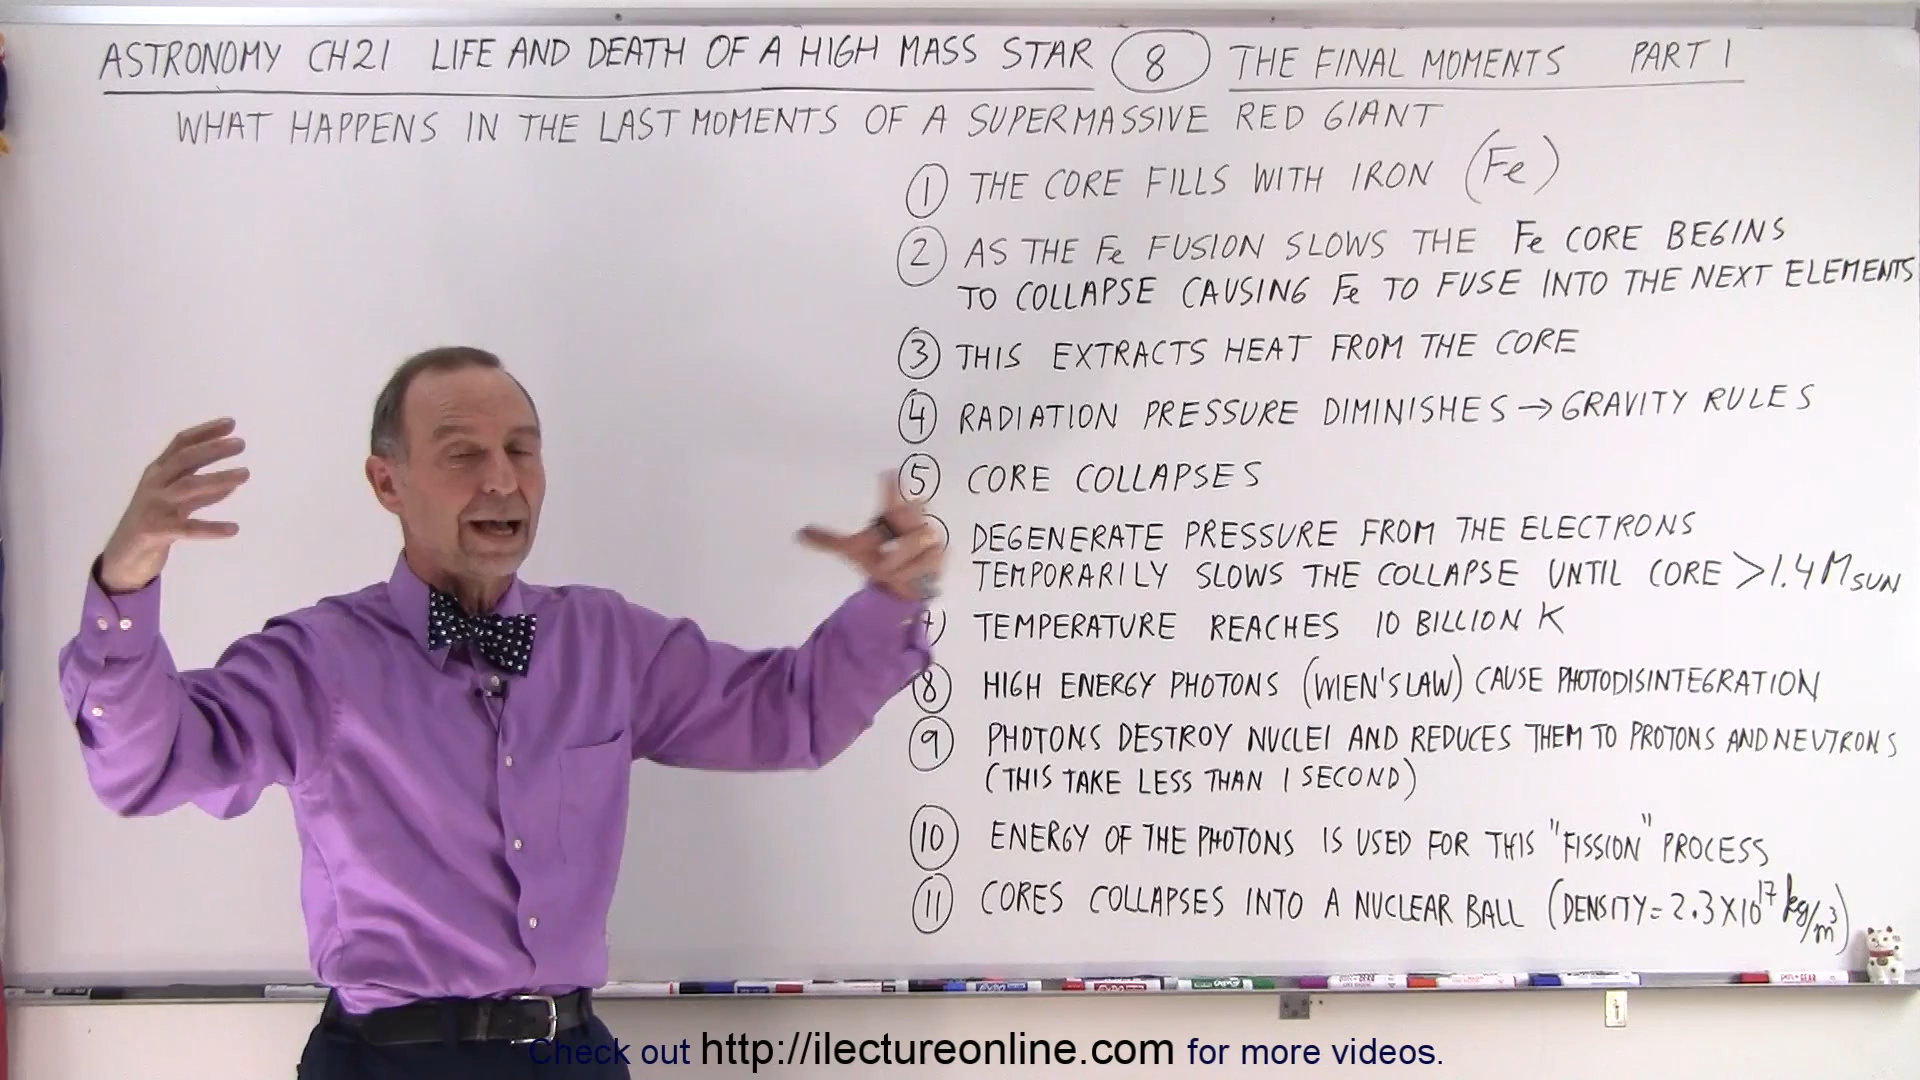 ASTRONOMY CH21 LIFE AND DEATH OF A HIGH MASS STAR 8 THE FINAL MOMENTS PART 1
WHAT HAPPENS IN THE LAST MOMENTS OF A SUPERMASSIVE RED GIANT
1 THE CORE FILLS WITH IRON (Fe)
2 AS THE Fe FUSION SLOWS THE Fe CORE BEGINS
TO COLLAPSE CAUSING Fe TO FUSE INTO THE NEXT ELEMENTS
3 THIS EXTRACTS HEAT FROM THE CORE
4 RADIATION PRESSURE DIMINISHES → GRAVITY RULES
5 CORE COLLAPSES
DEGENERATE PRESSURE FROM THE ELECTRONS
TEMPORARILY SLOWS THE COLLAPSE UNTIL CORE > 1.4 M SUN
7 TEMPERATURE REACHES 10 BILLION K
8 HIGH ENERGY PHOTONS (WIEN'S LAW) CAUSE PHOTODISINTEGRATION
9 PHOTONS DESTROY NUCLEI AND REDUCES THEM TO PROTONS AND NEUTRONS
(THIS TAKE LESS THAN 1 SECOND)
10 ENERGY OF THE PHOTONS IS USED FOR THIS "FISSION" PROCESS
11 CORES COLLAPSES INTO A NUCLEAR BALL (DENSITY = 2.3 X 10^17 kg/m^3)
Check out http://ilectureonline.com for more videos.